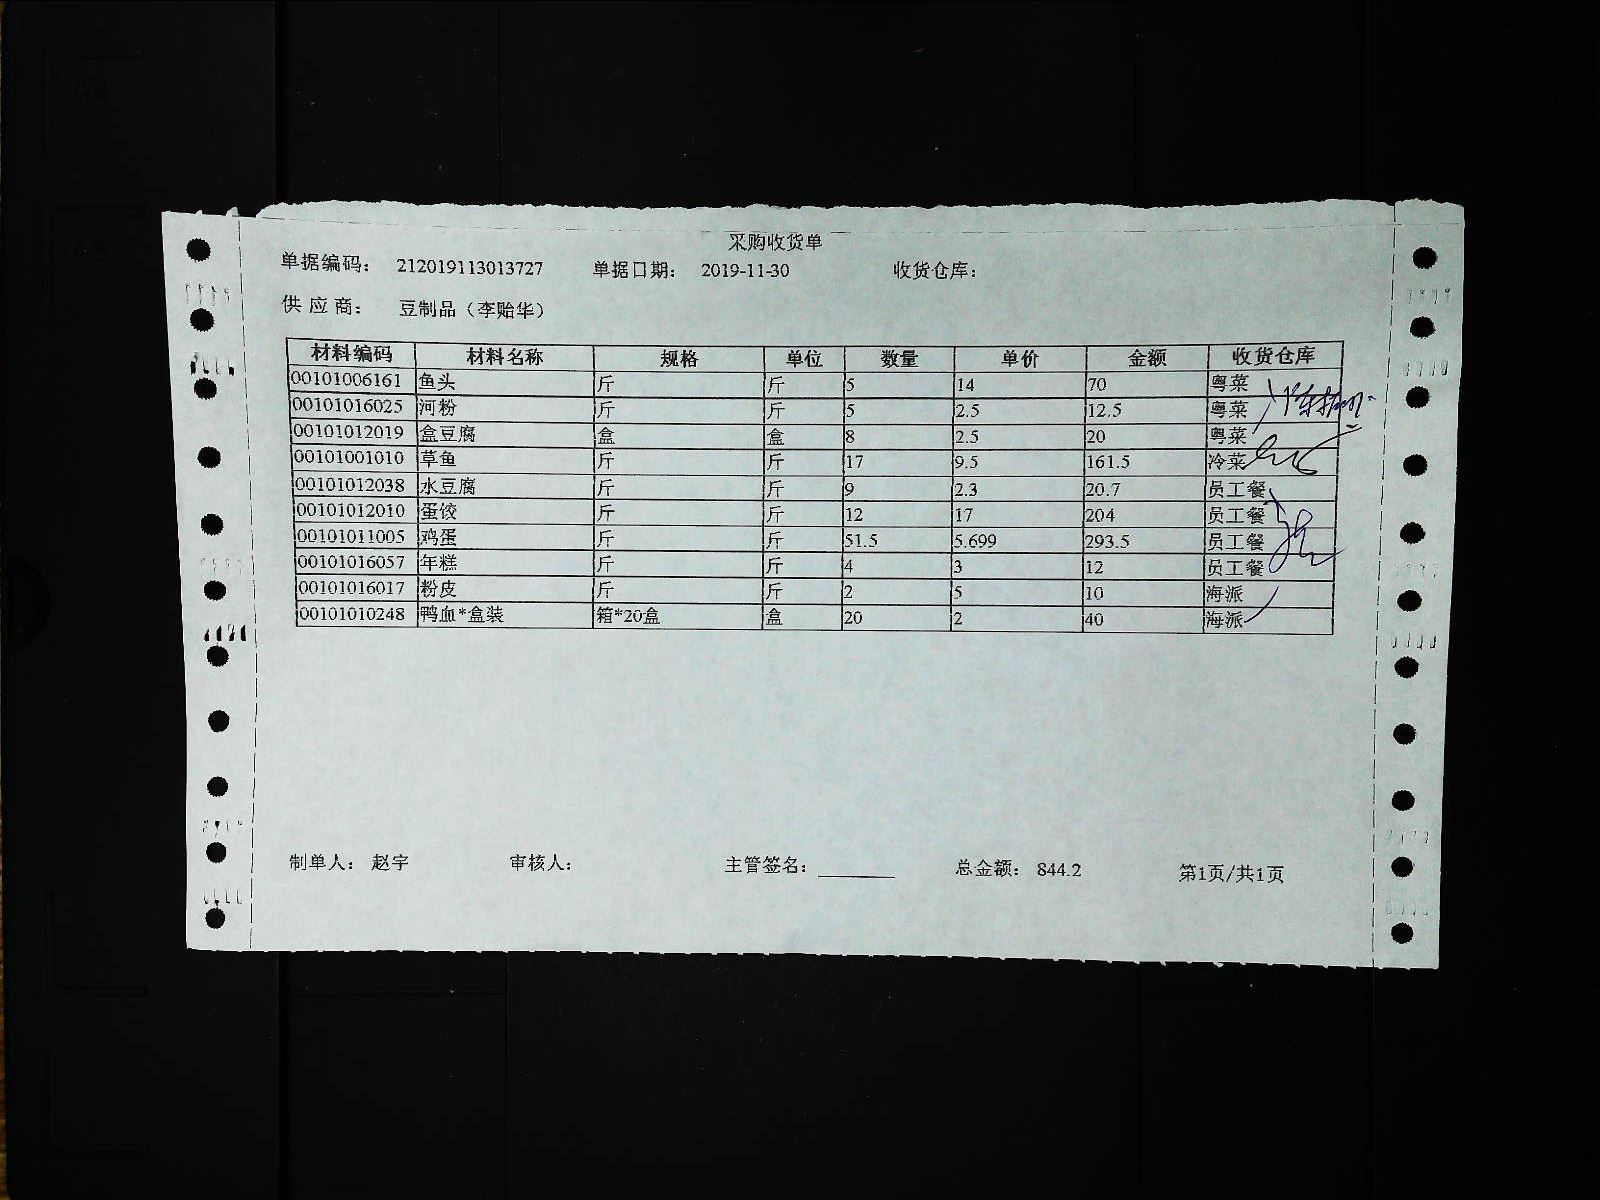 采购收货单
单据编码： 212019113013727 单据日期： 2019-11-30 收货仓库：
供应商： 豆制品（李贻华）
材料编码 材料名称 规格 单位 数量 单价 金额 收货仓库
00101006161 鱼头 斤 斤 5 14 70 粤菜
00101016025 河粉 斤 斤 5 2.5 12.5 粤菜
00101012019 盒豆腐 盒 盒 8 2.5 20 粤菜
00101001010 草鱼 斤 斤 17 9.5 161.5 冷菜
00101012038 水豆腐 斤 斤 9 2.3 20.7 员工餐
00101012010 蛋饺 斤 斤 12 17 204 员工餐
00101011005 鸡蛋 斤 斤 51.5 5.699 293.5 员工餐
00101016057 年糕 斤 斤 4 3 12 员工餐
00101016017 粉皮 斤 斤 2 5 10 海派
00101010248 鸭血*盒装 箱*20盒 盒 20 2 40 海派
制单人： 赵宇 审核人： 主管签名： 总金额： 844.2 第1页/共1页